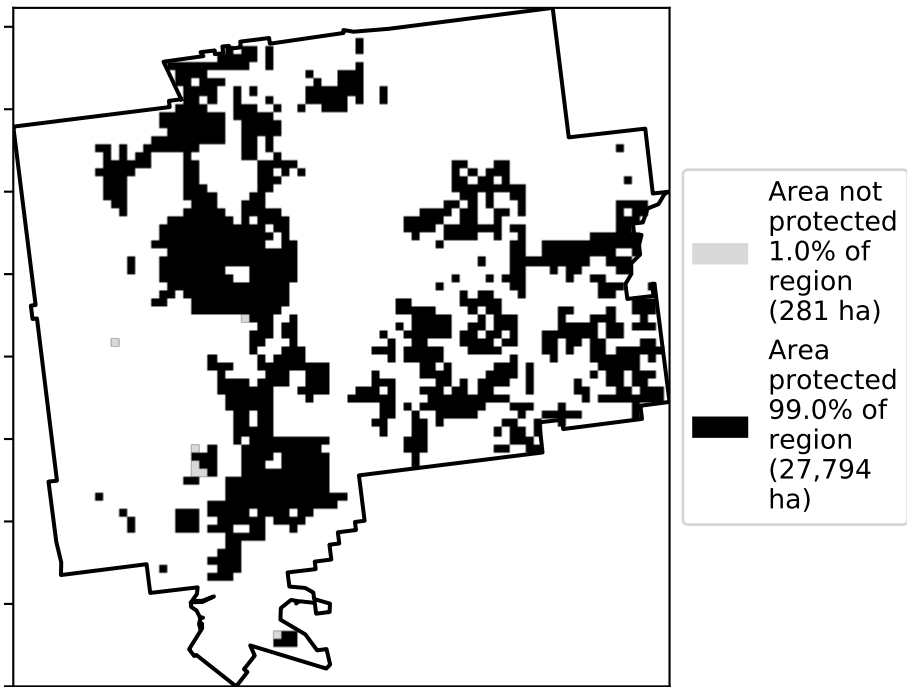 Area not
protected
1.0% of
region
(281 ha)
Area
protected
99.0% of
region
(27,794
ha)